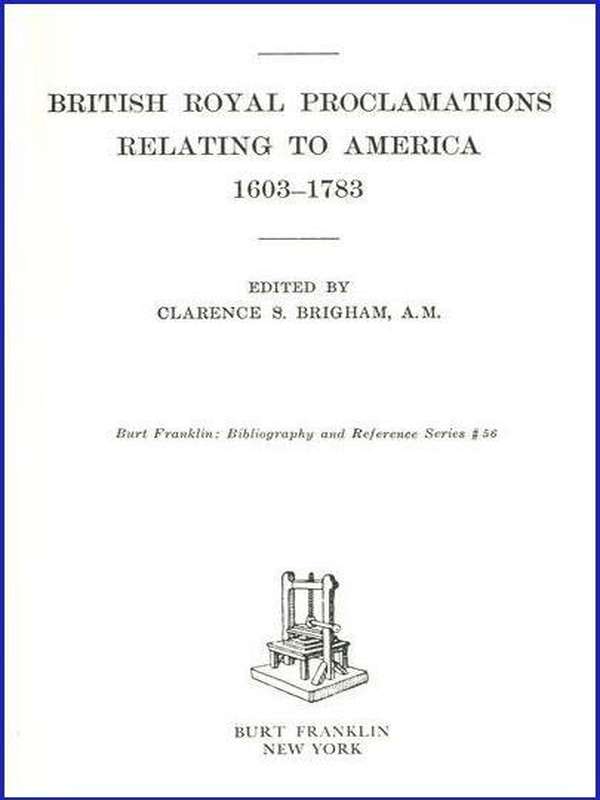 BRITISH ROYAL PROCLAMATIONS
RELATING TO AMERICA
1603–1783
EDITED BY
CLARENCE S. BRIGHAM, A.M.
Burt Franklin: Bibliography and Reference Series # 56
BURT FRANKLIN
NEW YORK